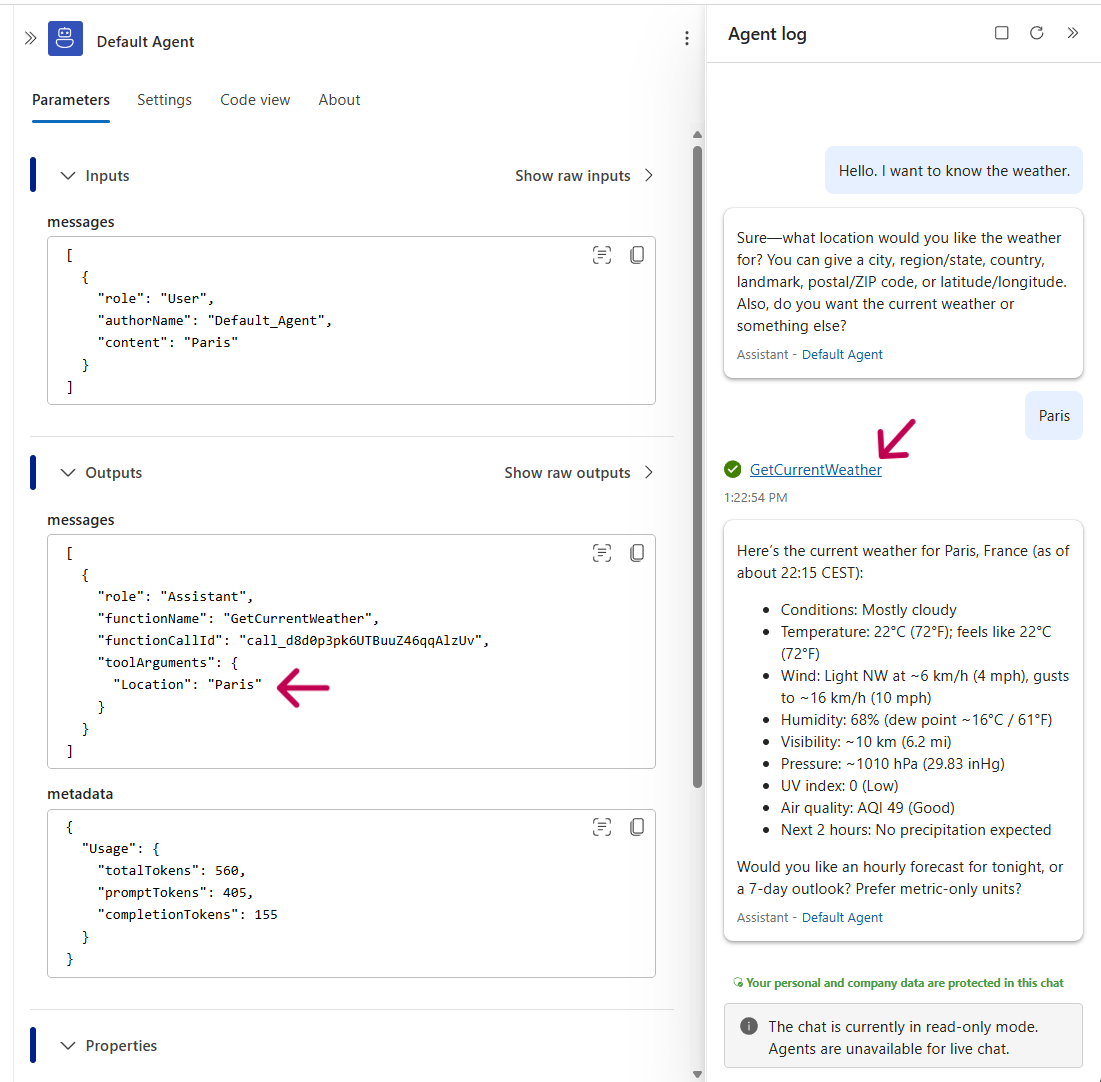 Default Agent
Parameters Settings Code view About
Inputs Show raw inputs
messages
[
{
"role": "User",
"authorName": "Default_Agent",
"content": "Paris"
}
]
Outputs Show raw outputs
messages
[
{
"role": "Assistant",
"functionName": "GetCurrentWeather",
"functionCallId": "call_d8d0p3pk6UTBuuZ46qqAlzUv",
"toolArguments": {
"Location": "Paris"
}
}
]
metadata
{
"Usage": {
"totalTokens": 560,
"promptTokens": 405,
"completionTokens": 155
}
}
Properties
Agent log
Hello. I want to know the weather.
Sure—what location would you like the weather
for? You can give a city, region/state, country,
landmark, postal/ZIP code, or latitude/longitude.
Also, do you want the current weather or
something else?
Assistant - Default Agent
Paris
GetCurrentWeather
1:22:54 PM
Here's the current weather for Paris, France (as of
about 22:15 CEST):
• Conditions: Mostly cloudy
• Temperature: 22°C (72°F); feels like 22°C
(72°F)
• Wind: Light NW at ~6 km/h (4 mph), gusts
to ~16 km/h (10 mph)
• Humidity: 68% (dew point ~16°C / 61°F)
• Visibility: ~10 km (6.2 mi)
• Pressure: ~1010 hPa (29.83 inHg)
• UV index: 0 (Low)
• Air quality: AQI 49 (Good)
• Next 2 hours: No precipitation expected
Would you like an hourly forecast for tonight, or
a 7-day outlook? Prefer metric-only units?
Assistant - Default Agent
Your personal and company data are protected in this chat
The chat is currently in read-only mode.
Agents are unavailable for live chat.